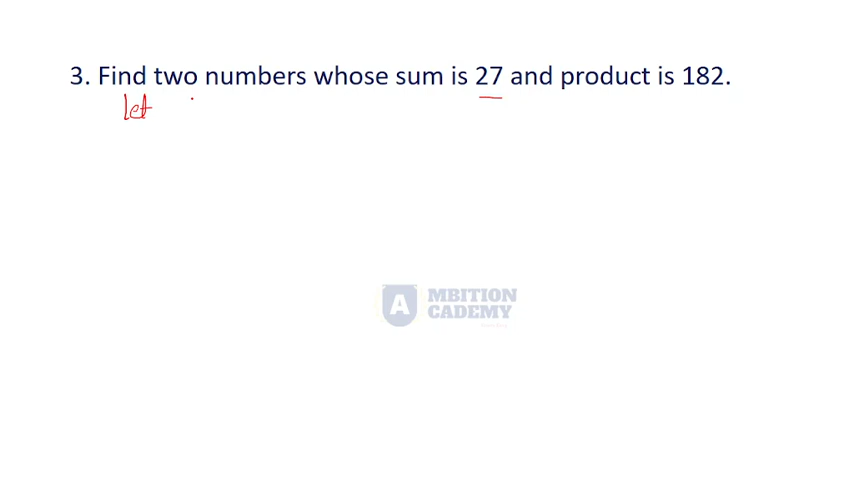 3. Find two numbers whose sum is 27 and product is 182.
let
A
MBITION
CADEMY